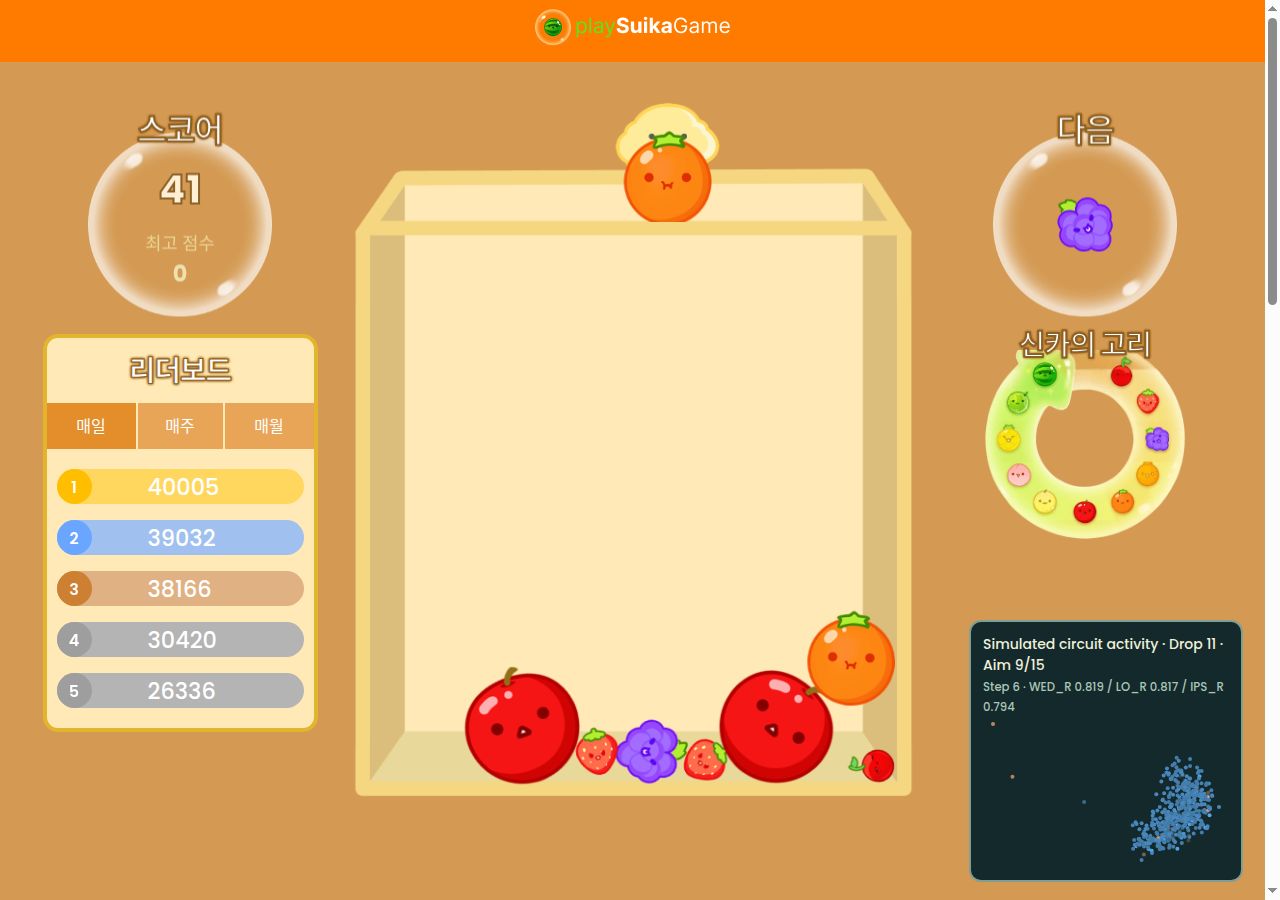 playSuikaGame
스코어
41
최고 점수
0
리더보드
매일 매주 매월
1 40005
2 39032
3 38166
4 30420
5 26336
다음
신카의 고리
Simulated circuit activity · Drop 11 ·
Aim 9/15
Step 6 · WED_R 0.819 / LO_R 0.817 / IPS_R
0.794